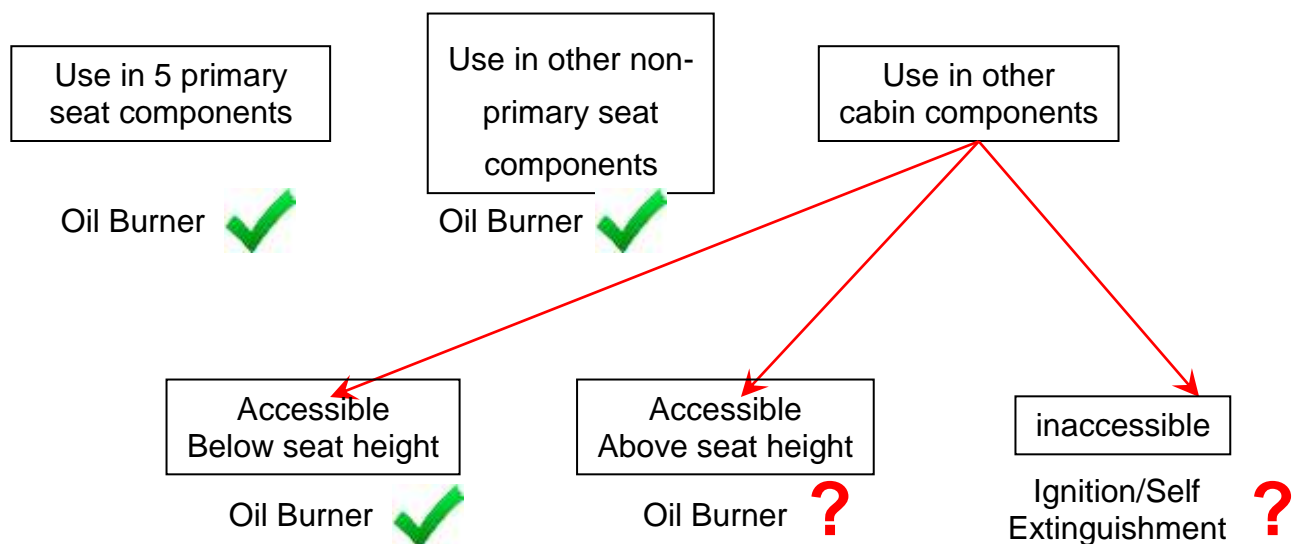 Use in 5 primary
seat components
Oil Burner
Use in other non-
primary seat
components
Oil Burner
Use in other
cabin components
Accessible
Below seat height
Oil Burner
Accessible
Above seat height
Oil Burner ?
inaccessible
Ignition/Self
Extinguishment ?